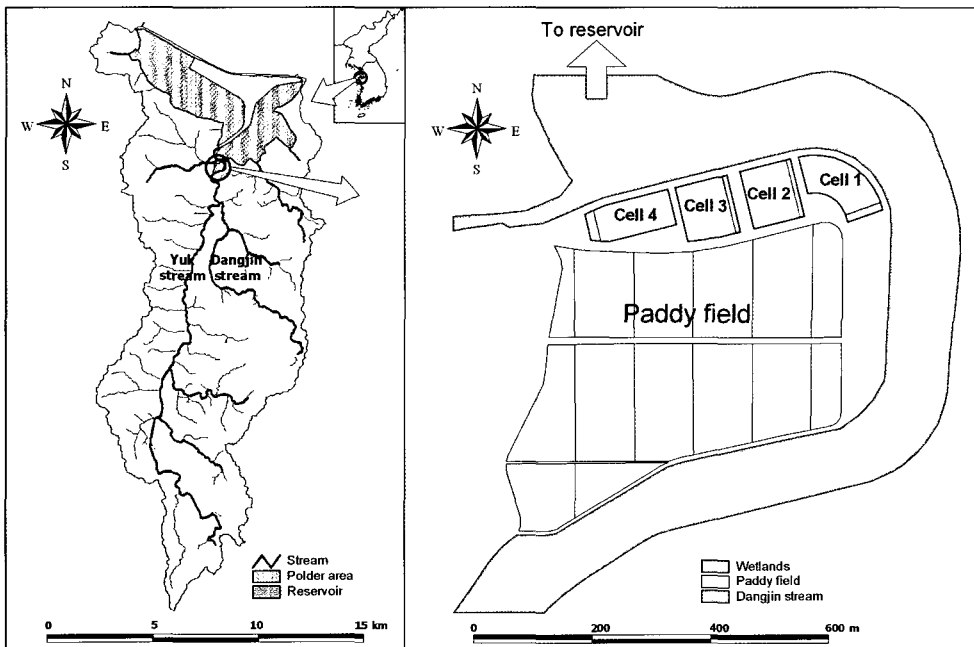 N
W E
S
Yuk Dangjin
stream stream
Stream
Polder area
Reservoir
0 5 10 15 km
To reservoir
N
W E
S
Cell 4 Cell 3 Cell 2 Cell 1
Paddy field
Wetlands
Paddy field
Dangjin stream
0 200 400 600 m